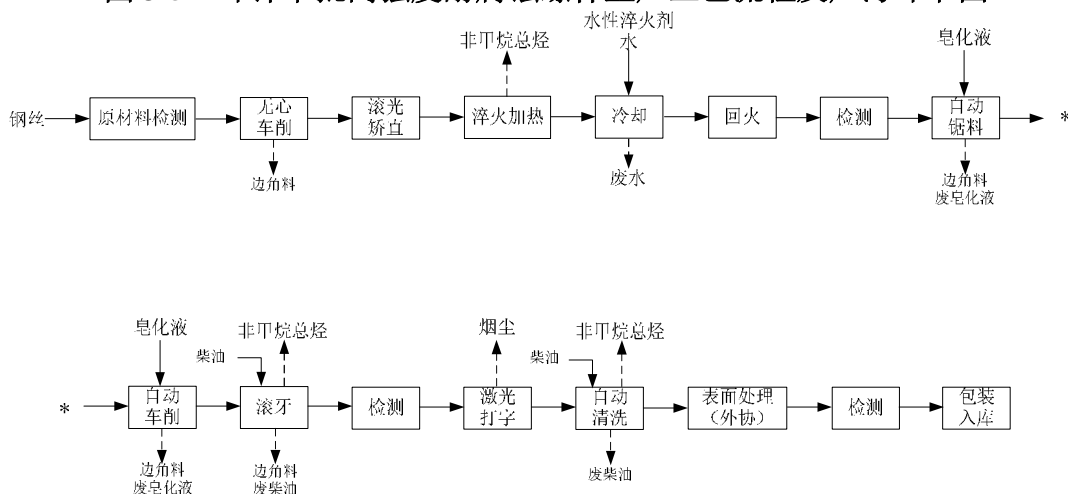 水性淬火剂
非甲烷总烃
水
皂化液
钢丝
原材料检测
无心
车削
滚光
矫直
淬火加热
冷却
回火
检测
自动
锯料
*
边角料
废水
边角料
废皂化液
皂化液
非甲烷总烃
烟尘
非甲烷总烃
柴油
柴油
*
自动
车削
滚牙
检测
激光
打字
自动
清洗
表面处理
(外协)
检测
包装
入库
边角料
废皂化液
边角料
废柴油
废柴油